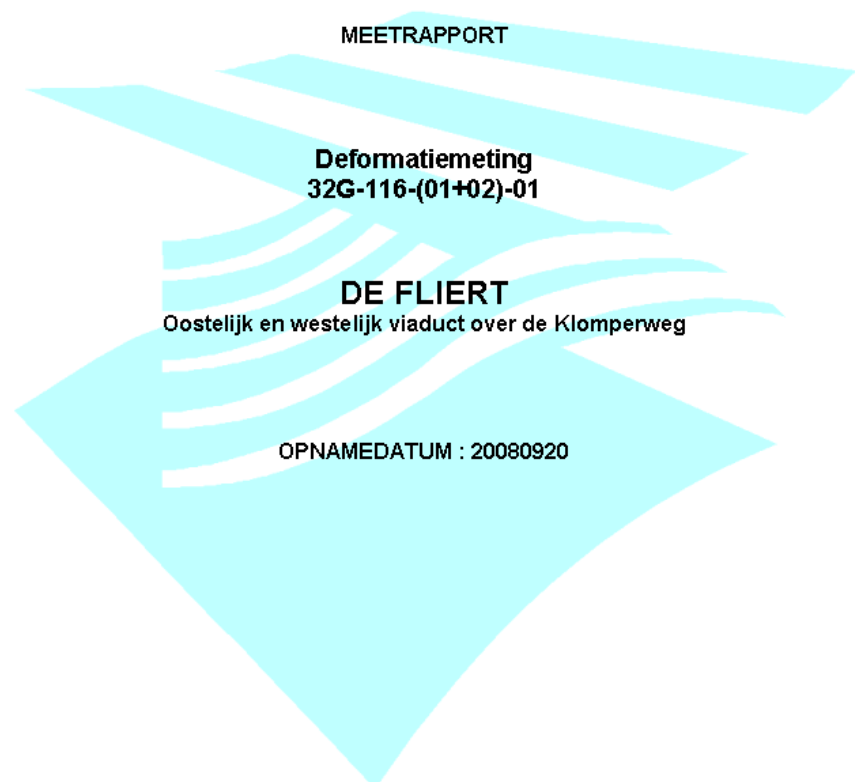 MEETRAPPORT
Deformatiemeting
32G-116-(01+02)-01
DE FLIERT
Oostelijk en westelijk viaduct over de Klomperweg
OPNAMEDATUM : 20080920